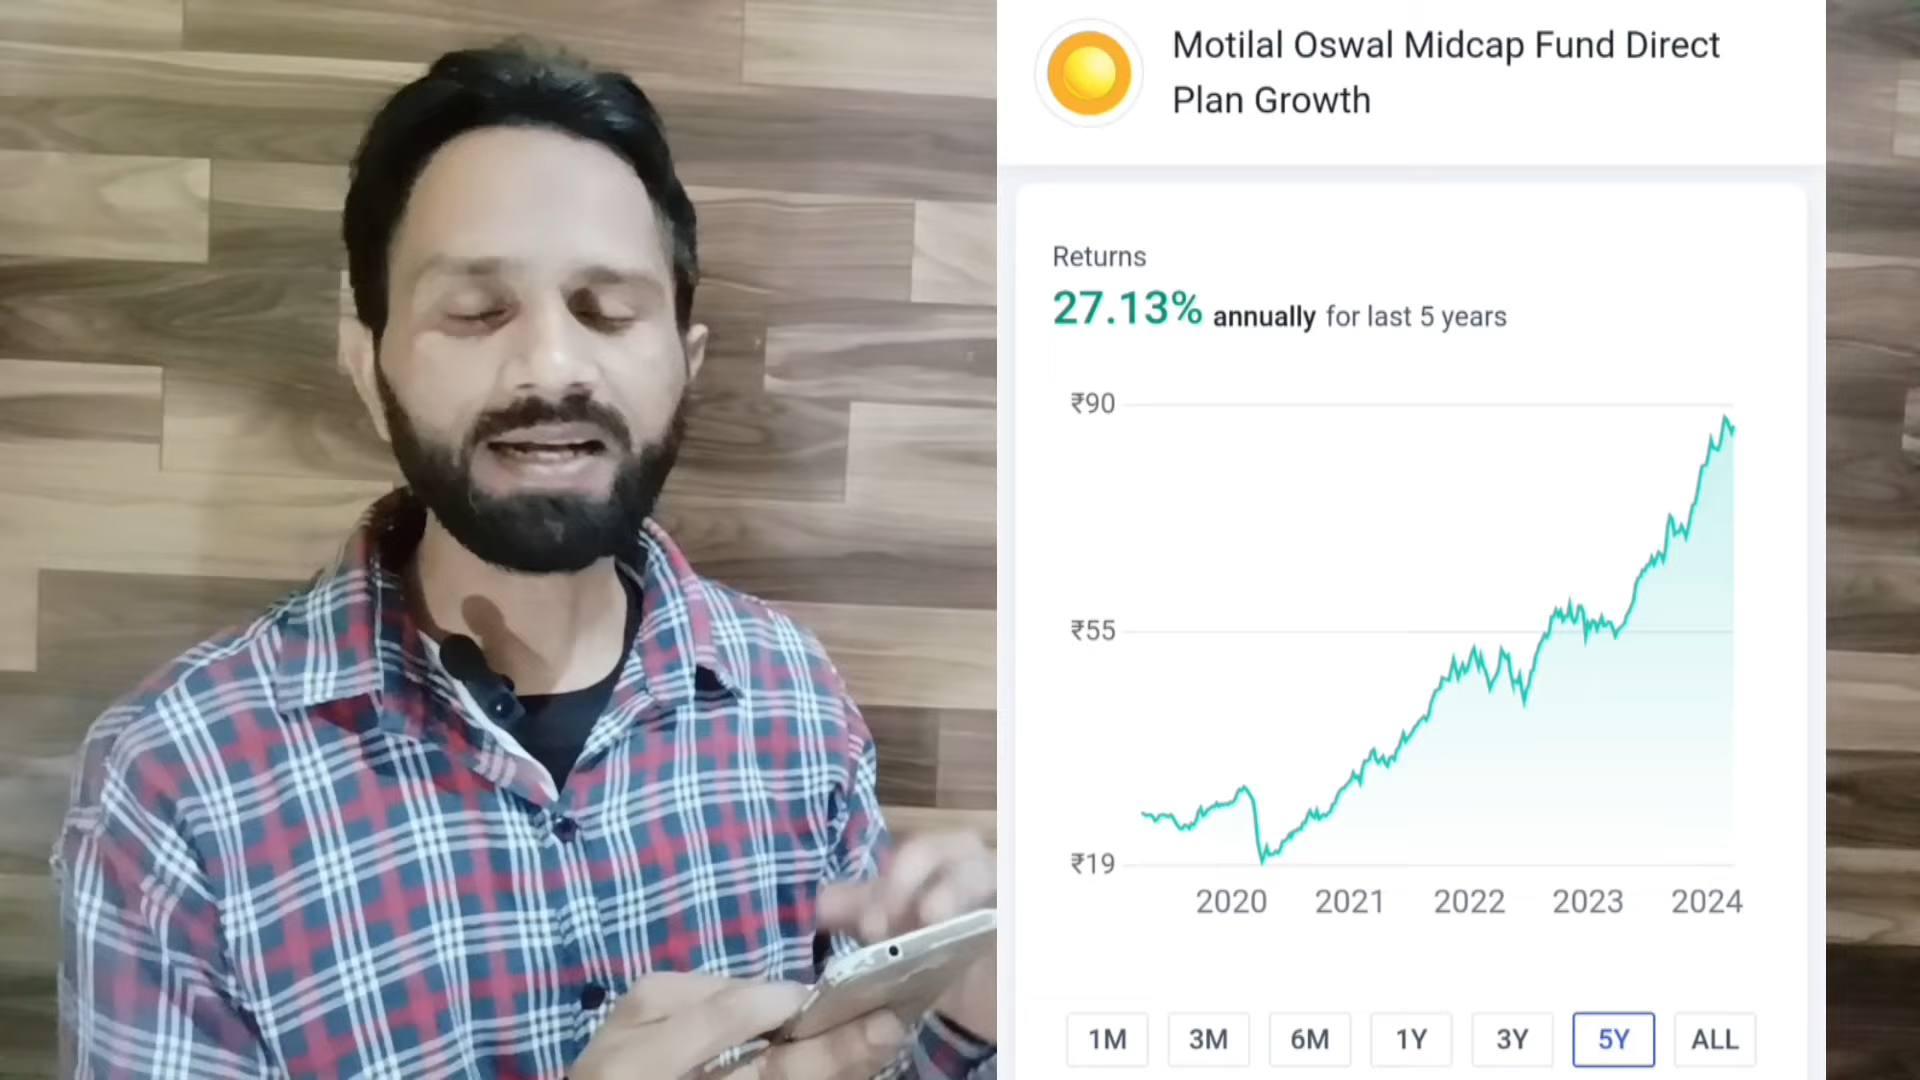 Motilal Oswal Midcap Fund Direct
Plan Growth
Returns
27.13% annually for last 5 years
₹90
₹55
₹19
2020 2021 2022 2023 2024
1M 3M 6M 1Y 3Y 5Y ALL